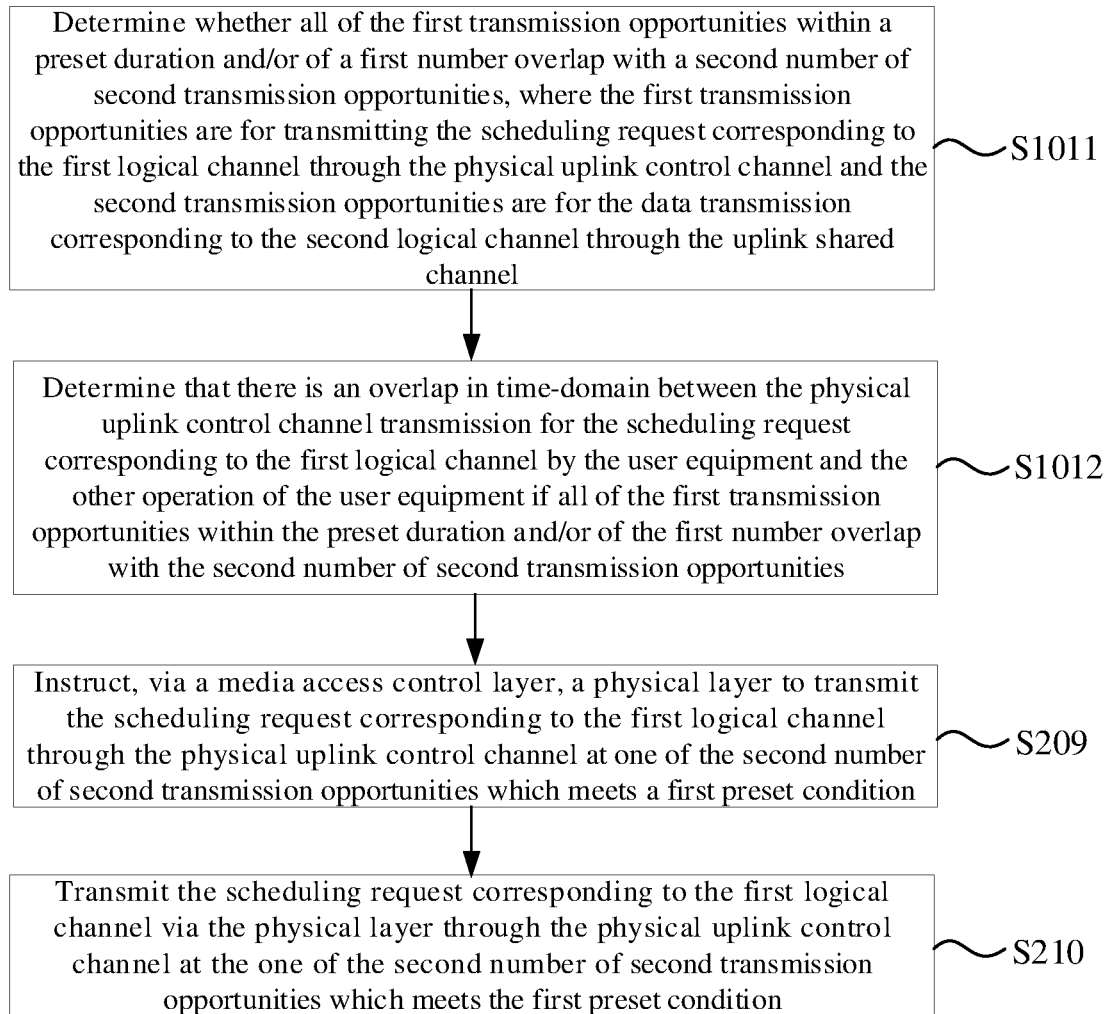 Determine whether all of the first transmission opportunities within a
preset duration and/or of a first number overlap with a second number of
second transmission opportunities, where the first transmission
opportunities are for transmitting the scheduling request corresponding to
the first logical channel through the physical uplink control channel and the
second transmission opportunities are for the data transmission
corresponding to the second logical channel through the uplink shared
channel
S1011
Determine that there is an overlap in time-domain between the physical
uplink control channel transmission for the scheduling request
corresponding to the first logical channel by the user equipment and the
other operation of the user equipment if all of the first transmission
opportunities within the preset duration and/or of the first number overlap
with the second number of second transmission opportunities
S1012
Instruct, via a media access control layer, a physical layer to transmit
the scheduling request corresponding to the first logical channel
through the physical uplink control channel at one of the second number
of second transmission opportunities which meets a first preset condition
S209
Transmit the scheduling request corresponding to the first logical
channel via the physical layer through the physical uplink control
channel at the one of the second number of second transmission
opportunities which meets the first preset condition
S210